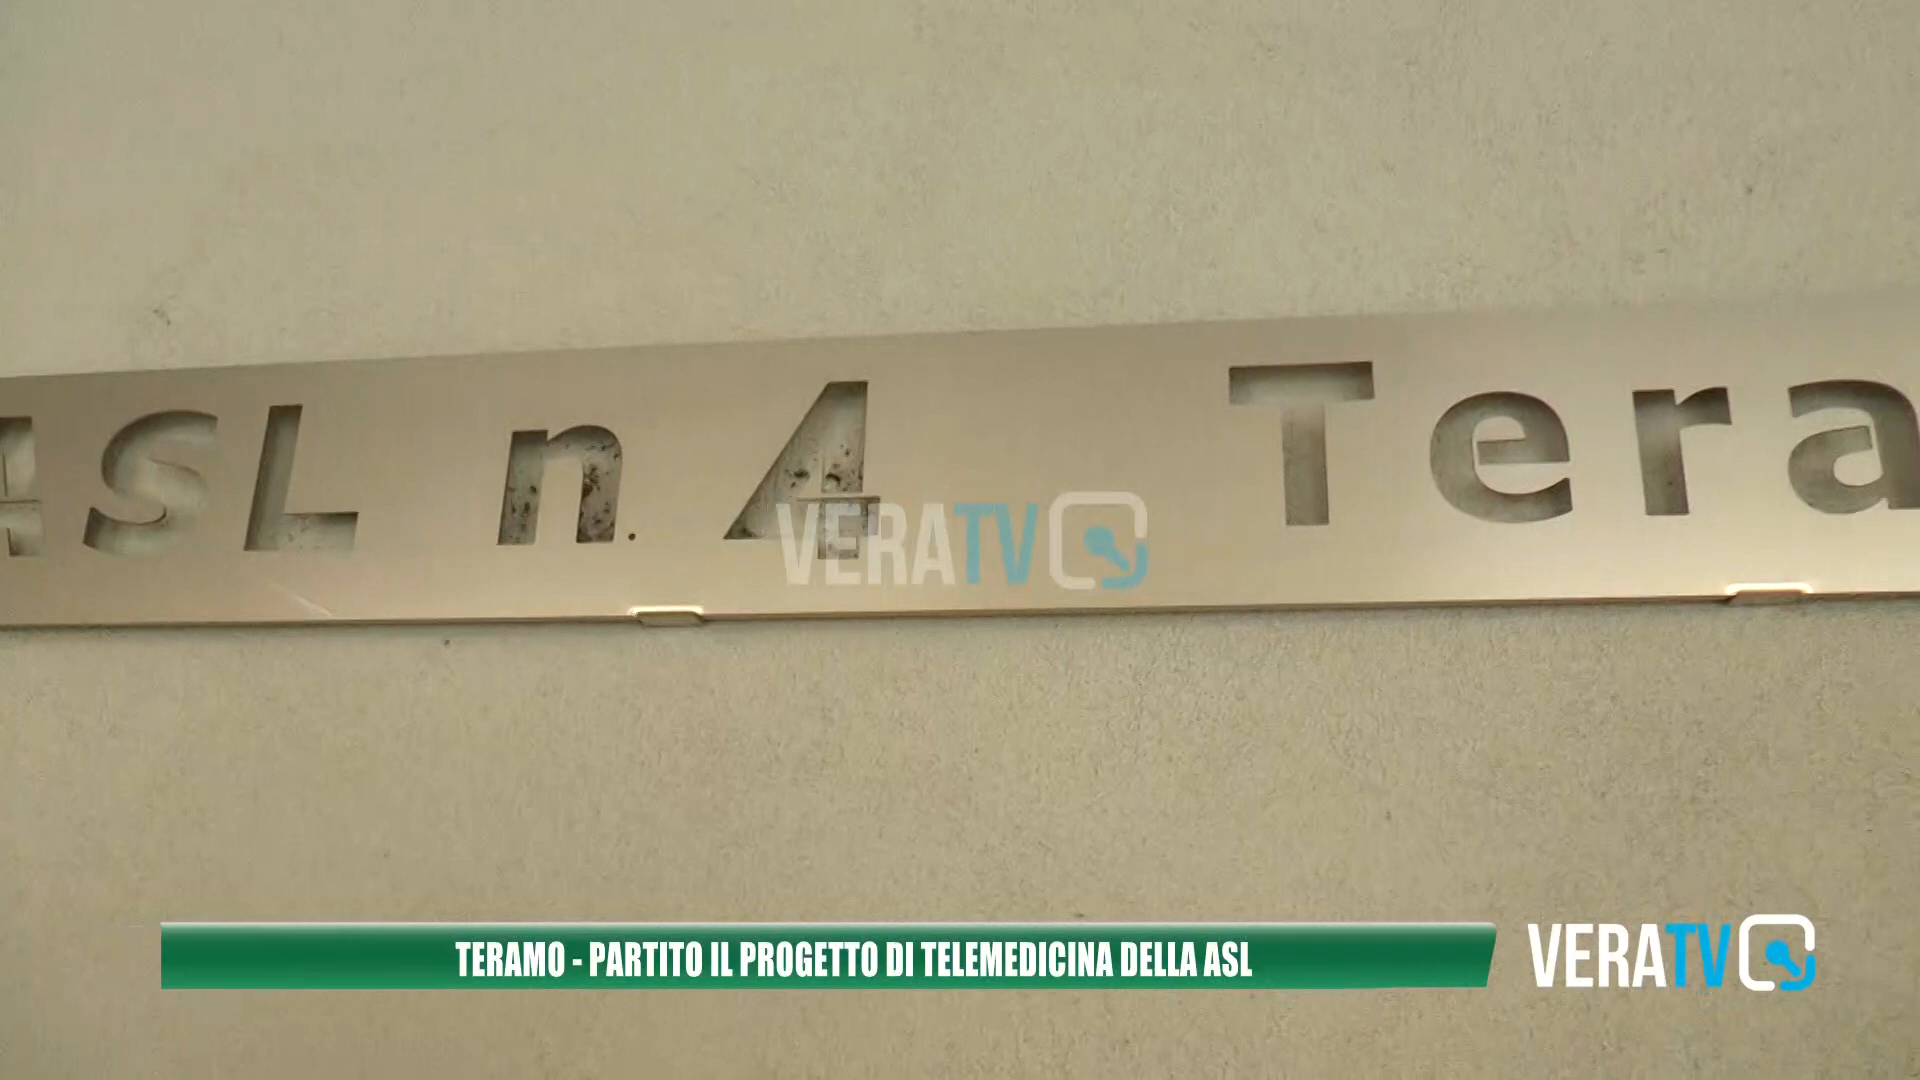 ASL n. 4 Tera
VERATV
TERAMO - PARTITO IL PROGETTO DI TELEMEDICINA DELLA ASL
VERATV